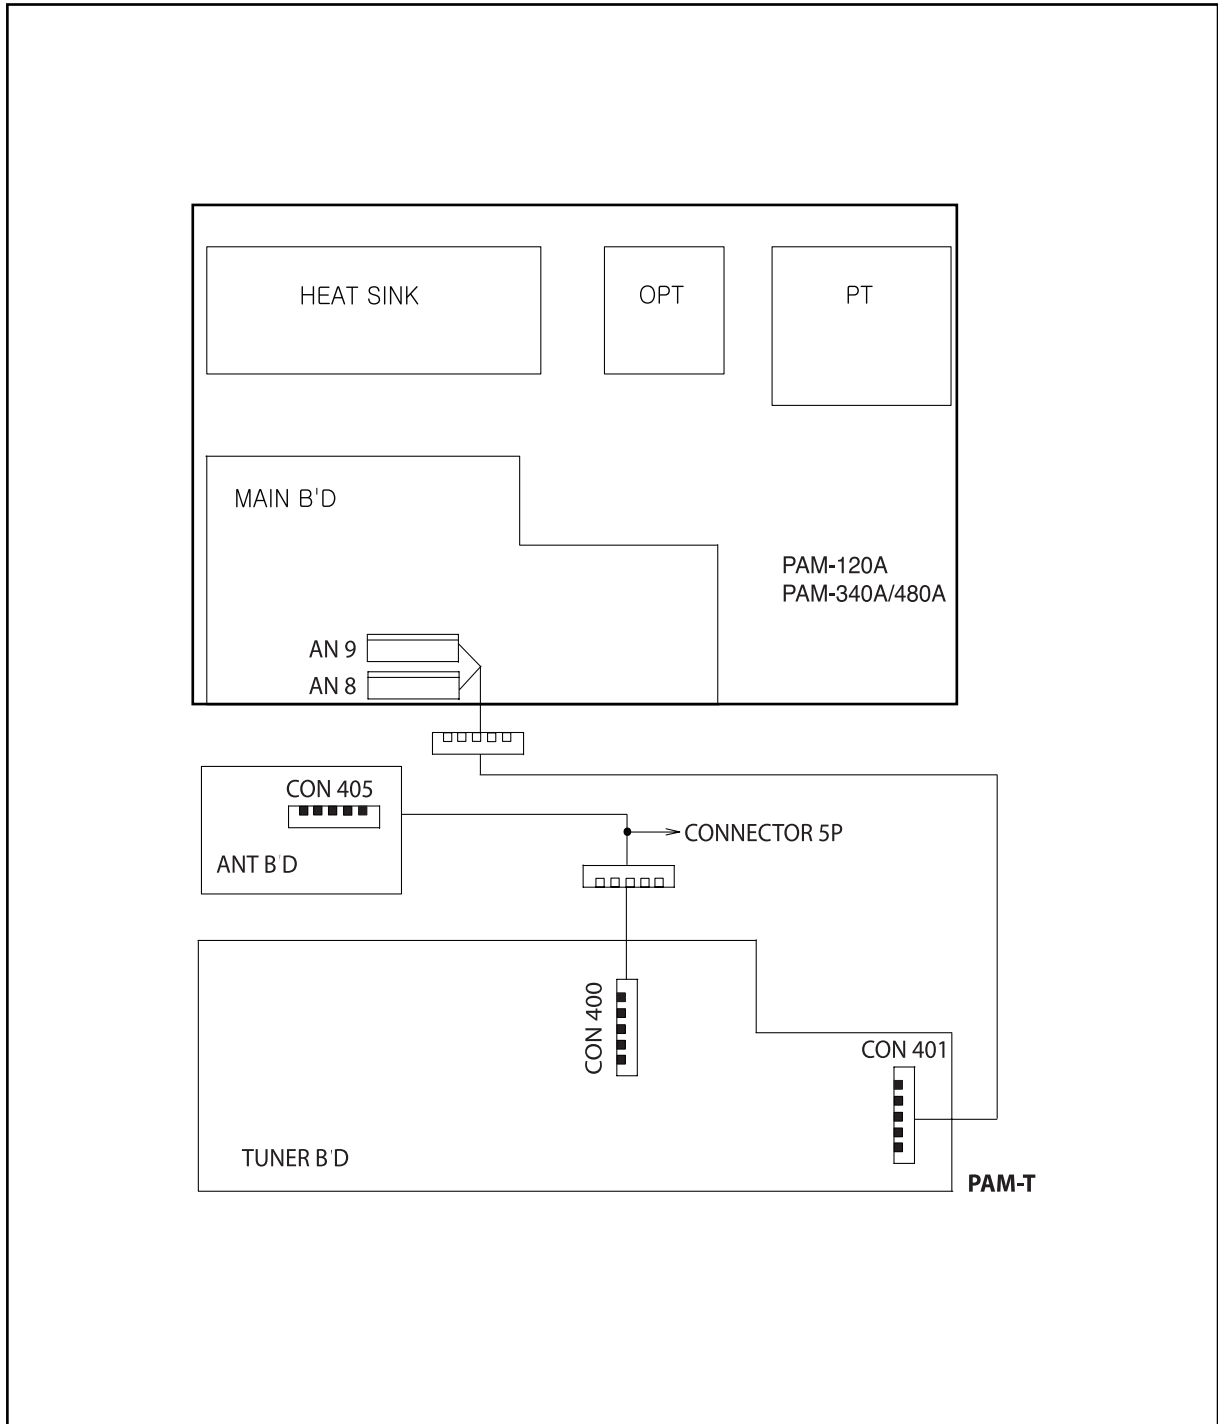 HEAT SINK
OPT
PT
MAIN B'D
PAM-120A
PAM-340A/480A
AN 9
AN 8
CON 405
ANT B'D
CONNECTOR 5P
CON 400
CON 401
TUNER B'D
PAM-T